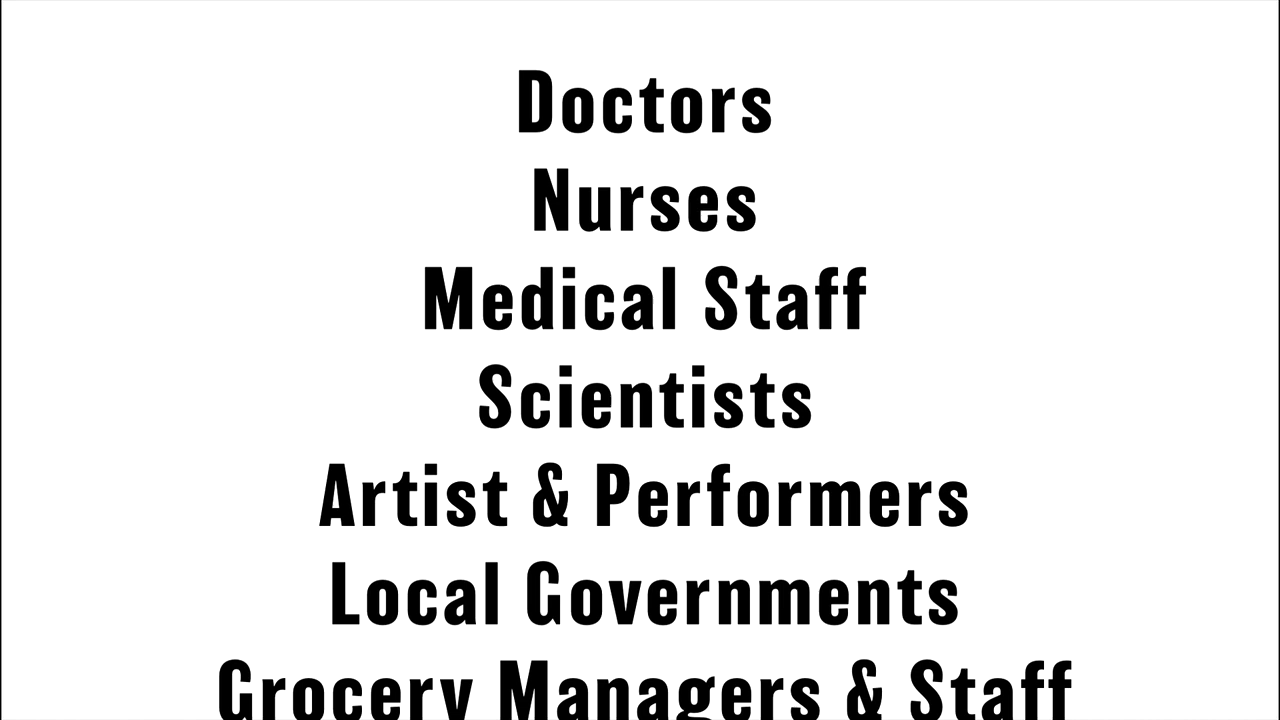 Doctors
Nurses
Medical Staff
Scientists
Artist & Performers
Local Governments
Grocery Managers & Staff